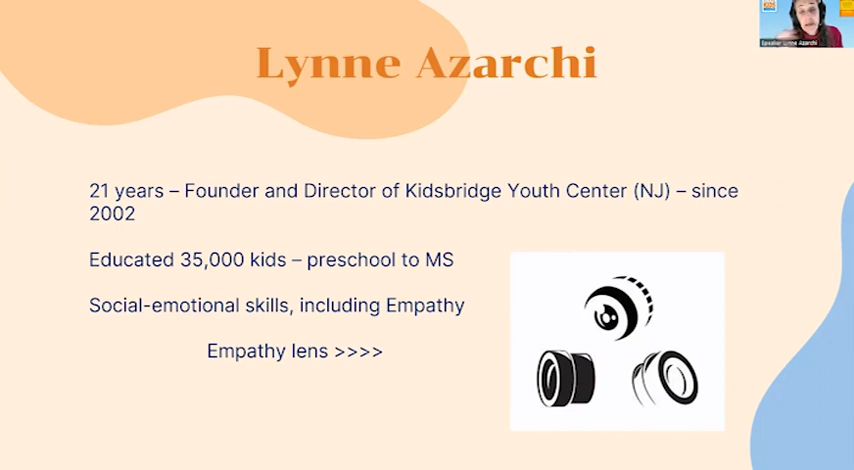 Lynne Azarchi
Speaker Lynne Azarchi
21 years – Founder and Director of Kidsbridge Youth Center (NJ) – since
2002
Educated 35,000 kids – preschool to MS
Social-emotional skills, including Empathy
Empathy lens >>>>